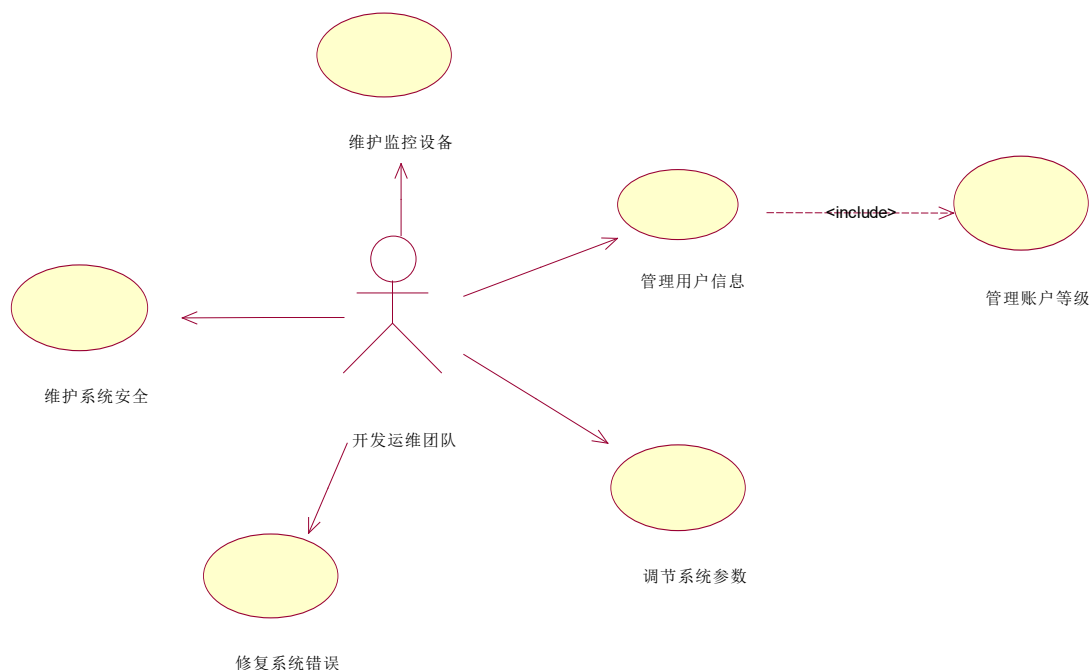 维护监控设备
<include>
管理用户信息
管理账户等级
维护系统安全
开发运维团队
调节系统参数
修复系统错误